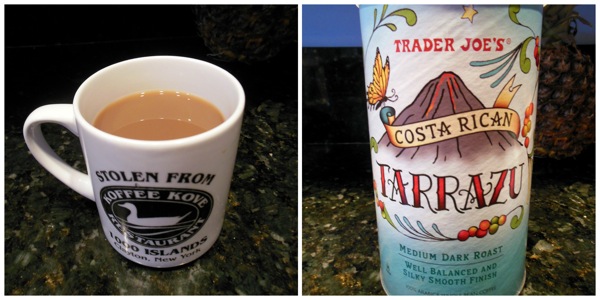 STOLEN FROM
KOFFEE KOVE
RESTAURANT
1000 ISLANDS
Clayton, New York
TRADER JOE'S®
COSTA RICAN
TARRAZU
MEDIUM DARK ROAST
WELL-BALANCED AND
SILKY SMOOTH FINISH